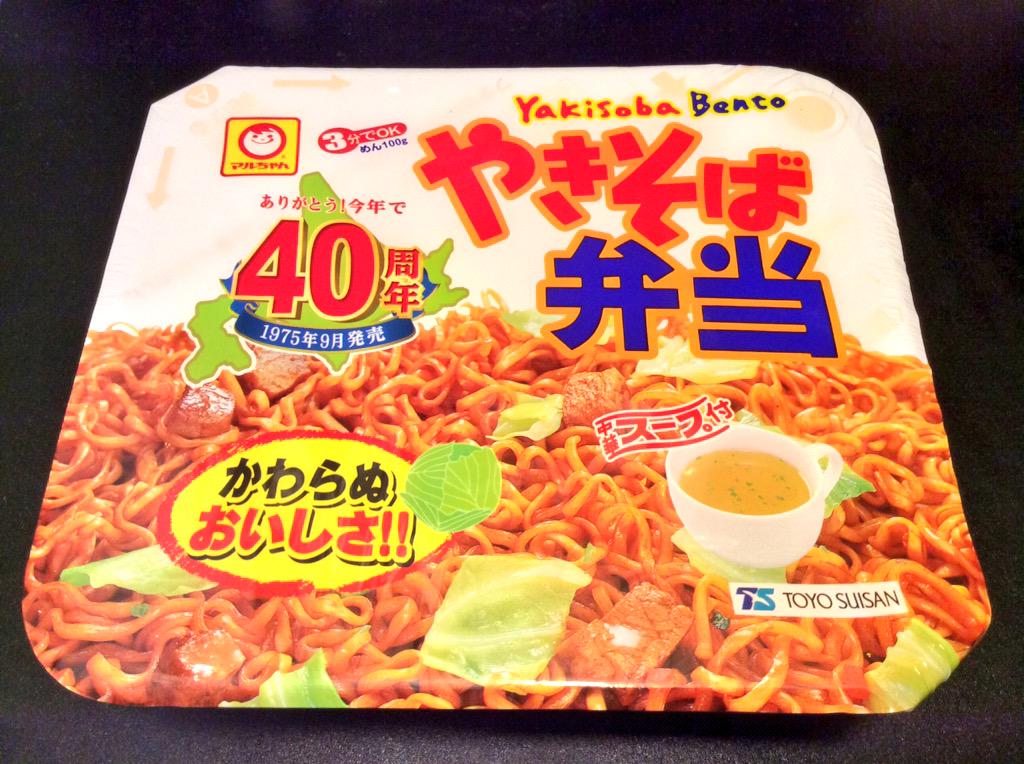 Yakisoba Bento
マルちゃん
3分でOK
めん100g
やきそば
弁当
ありがとう!今年で
40周年
1975年9月発売
中華スープ付
かわらぬ
おいしさ!!
TS TOYO SUISAN